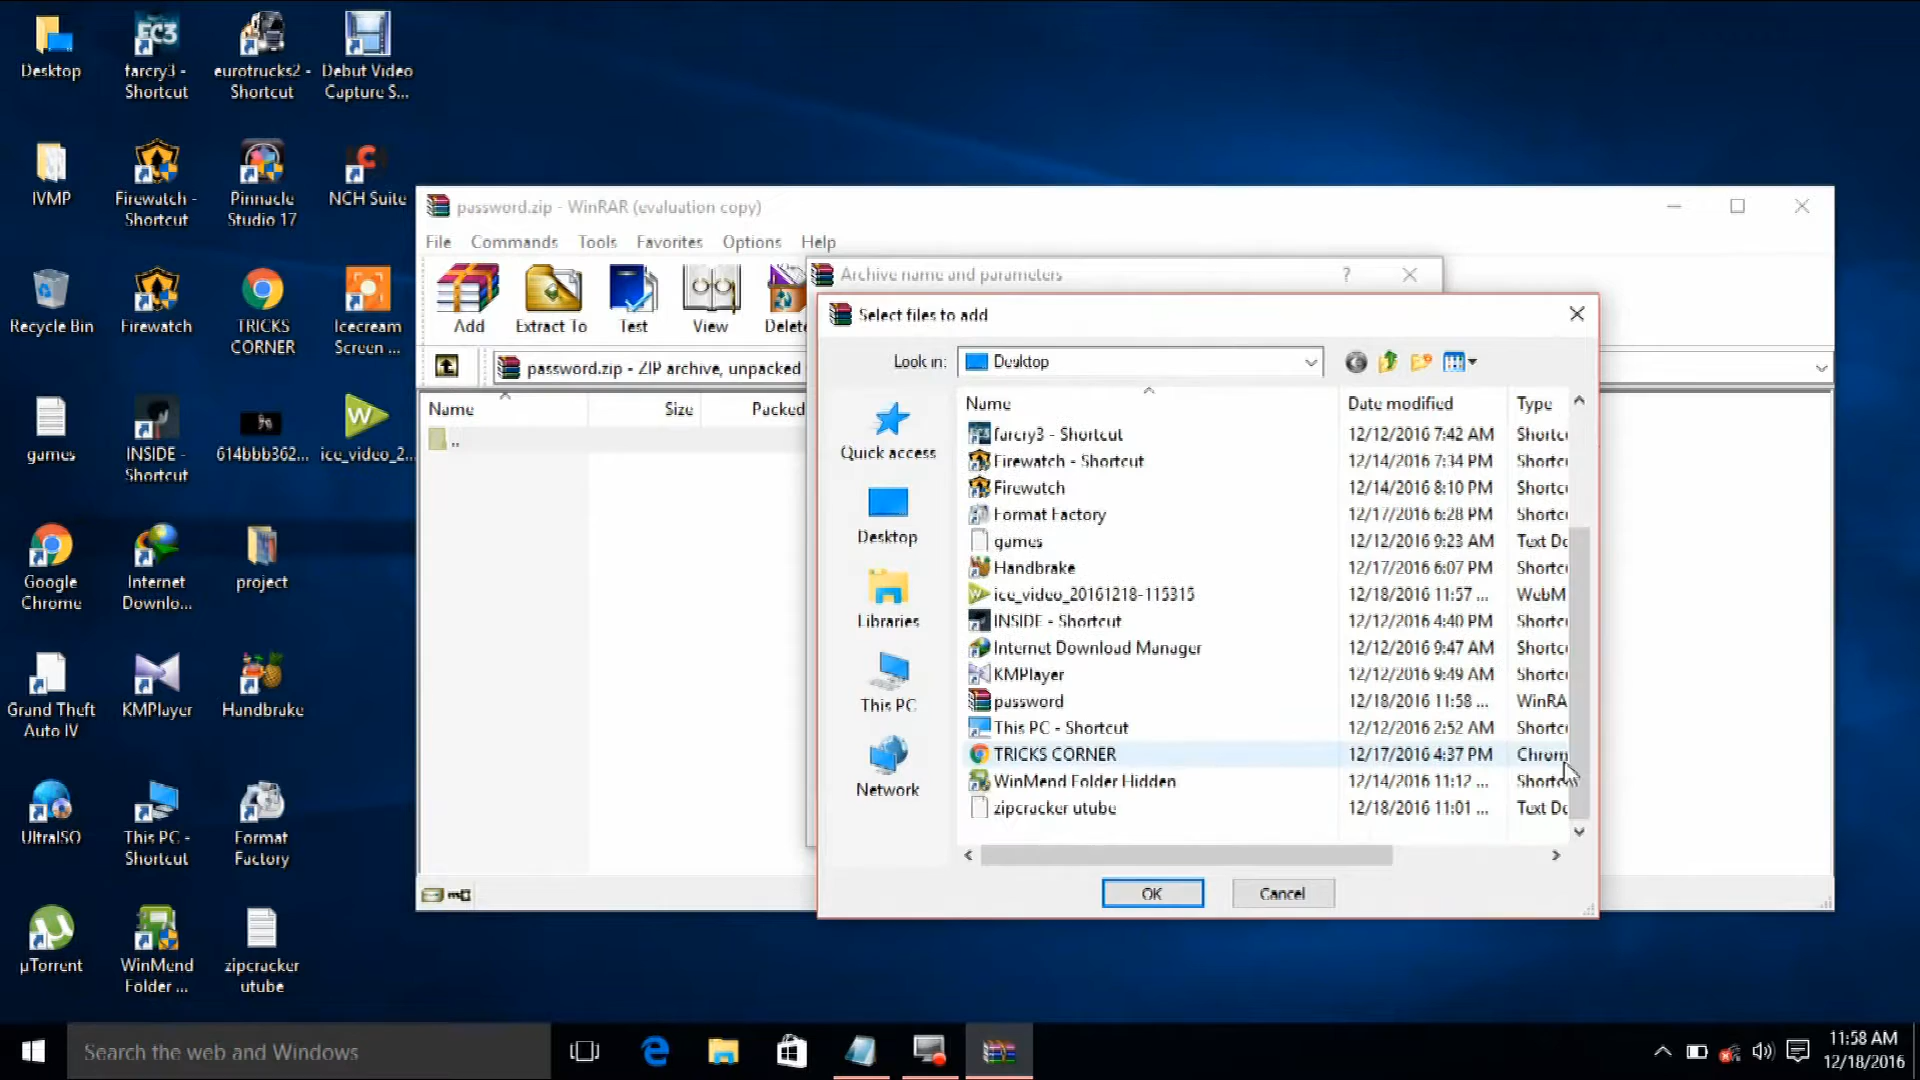 Desktop
farcry3 -
Shortcut
eurotrucks2 -
Shortcut
Debut Video
Capture S...
IVMP
Firewatch -
Shortcut
Pinnacle
Studio 17
NCH Suite
Recycle Bin
Firewatch
TRICKS
CORNER
Icecream
Screen ...
games
INSIDE -
Shortcut
614bbb362...
ice_video_2...
Google
Chrome
Internet
Downlo...
project
Grand Theft
Auto IV
KMPlayer
Handbrake
UltraISO
This PC -
Shortcut
Format
Factory
µTorrent
WinMend
Folder ...
zipcracker
utube
password.zip - WinRAR (evaluation copy)
File Commands Tools Favorites Options Help
Add Extract To Test View Delete
password.zip - ZIP archive, unpacked
Name Size Packed
..
Archive name and parameters ?
Select files to add
Look in: Desktop
Quick access
Desktop
Libraries
This PC
Network
Name Date modified Type
farcry3 - Shortcut 12/12/2016 7:42 AM Shortcu
Firewatch - Shortcut 12/14/2016 7:34 PM Shortcu
Firewatch 12/14/2016 8:10 PM Shortcu
Format Factory 12/17/2016 6:28 PM Shortcu
games 12/12/2016 9:23 AM Text Do
Handbrake 12/17/2016 6:07 PM Shortcu
ice_video_20161218-115315 12/18/2016 11:57 ... WebM
INSIDE - Shortcut 12/12/2016 4:40 PM Shortcu
Internet Download Manager 12/12/2016 9:47 AM Shortcu
KMPlayer 12/12/2016 9:49 AM Shortcu
password 12/18/2016 11:58 ... WinRA
This PC - Shortcut 12/12/2016 2:52 AM Shortcu
TRICKS CORNER 12/17/2016 4:37 PM Chrom
WinMend Folder Hidden 12/14/2016 11:12 ... Shortcu
zipcracker utube 12/18/2016 11:01 ... Text Do
OK Cancel
Search the web and Windows
11:58 AM
12/18/2016